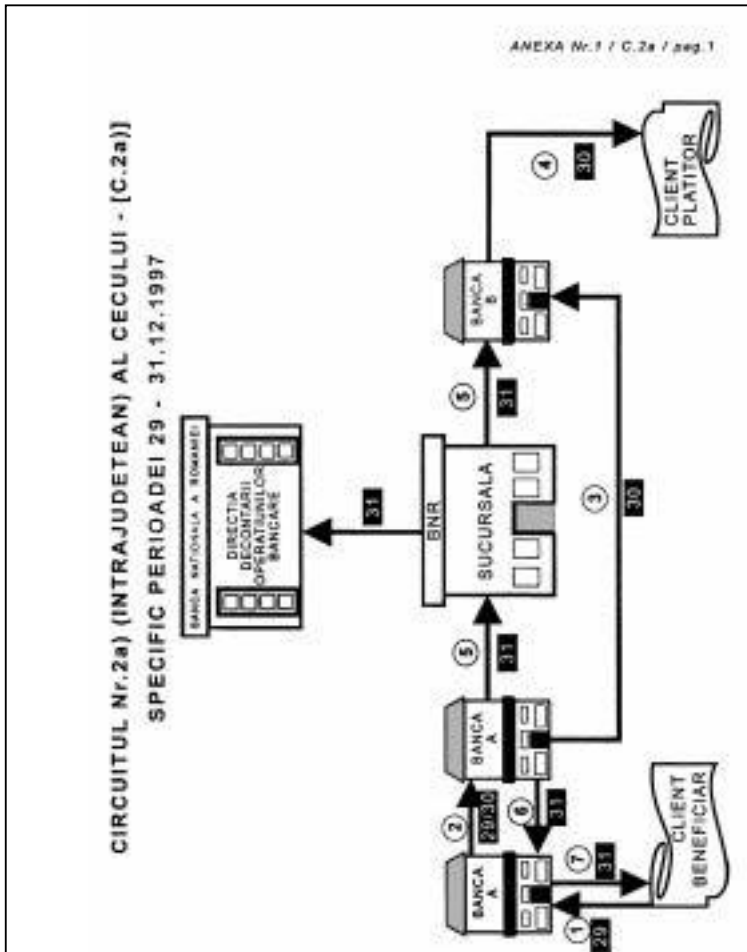 ANEXA Nr.1 / C.2a / pag.1
CIRCUITUL Nr.2a) (INTRAJUDETEAN) AL CECULUI - [C.2a)]
SPECIFIC PERIOADEI 29 - 31.12.1997
BANCA NATIONALA A ROMANIEI
DIRECTIA
DECONTARII
OPERATIUNILOR
BANCARE
31
BNR
SUCURSALA
BANCA
A
BANCA
A
BANCA
B
1
29
2
29/30
3
30
4
30
5
31
5
31
6
31
7
31
CLIENT
BENEFICIAR
CLIENT
PLATITOR